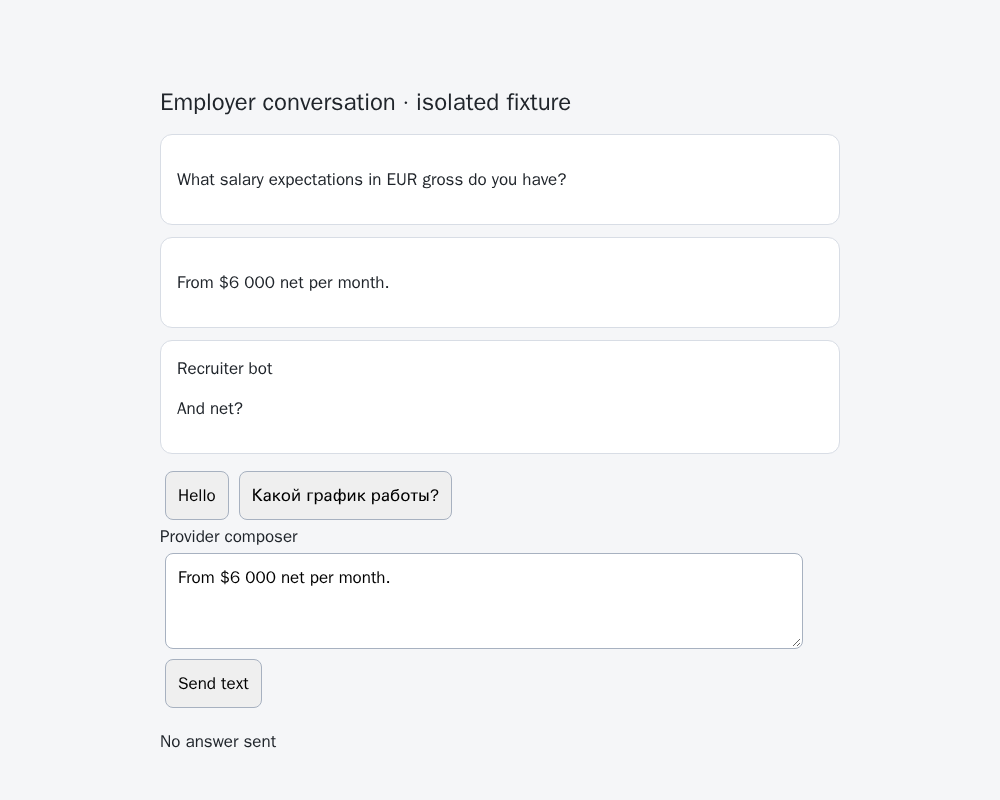 Employer conversation · isolated fixture
What salary expectations in EUR gross do you have?
From $6 000 net per month.
Recruiter bot
And net?
Hello
Какой график работы?
Provider composer
From $6 000 net per month.
Send text
No answer sent